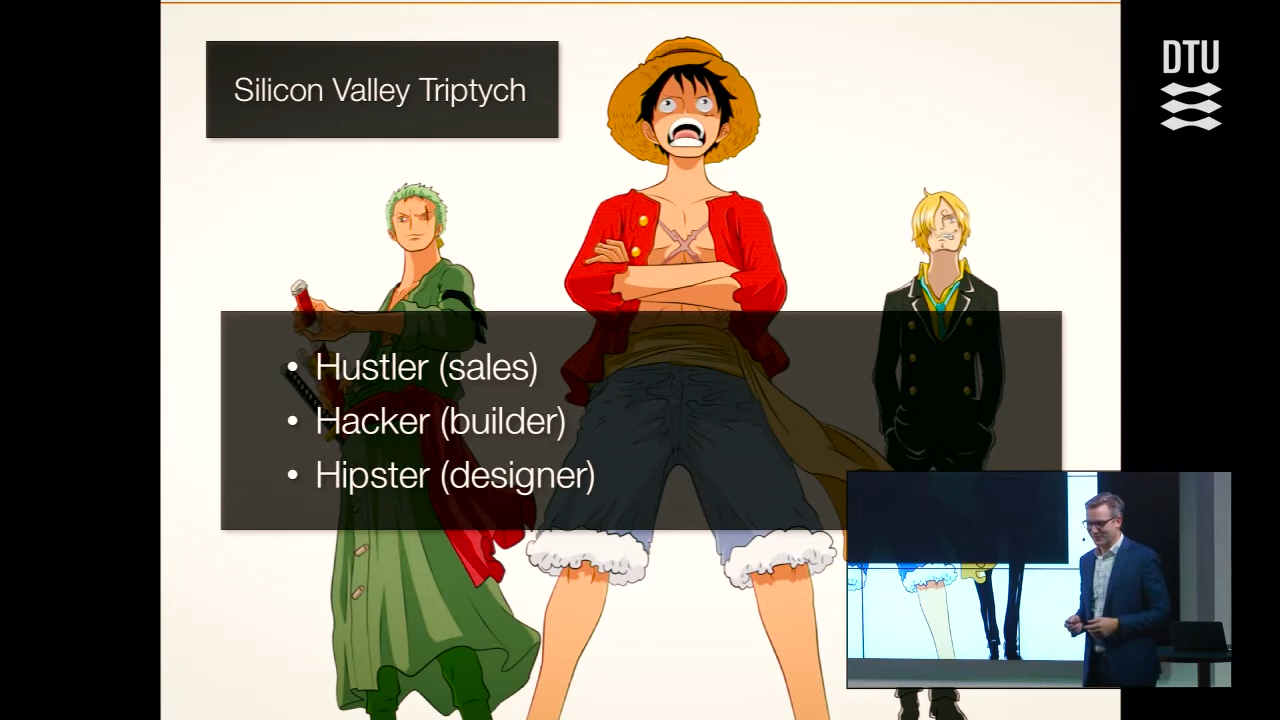 Silicon Valley Triptych
DTU
• Hustler (sales)
• Hacker (builder)
• Hipster (designer)